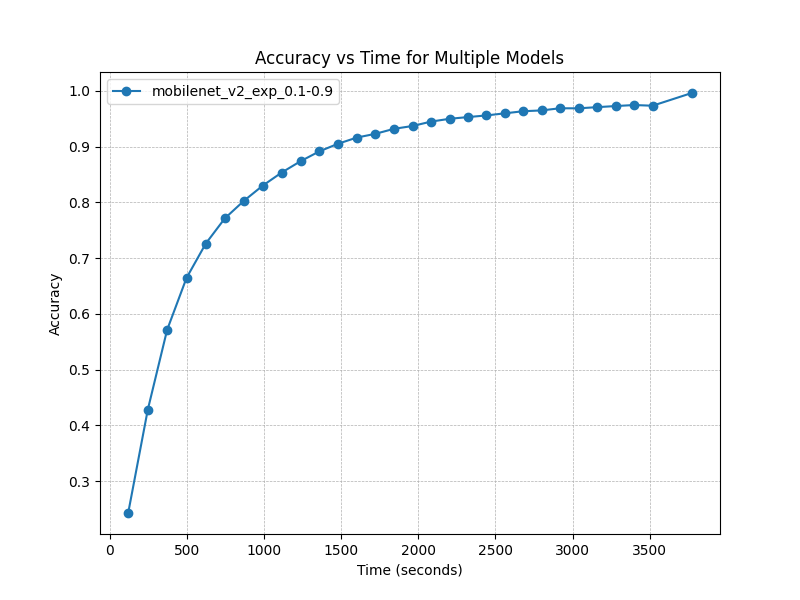 Accuracy vs Time for Multiple Models
mobilenet_v2_exp_0.1-0.9
Accuracy
1.0
0.9
0.8
0.7
0.6
0.5
0.4
0.3
0 500 1000 1500 2000 2500 3000 3500
Time (seconds)